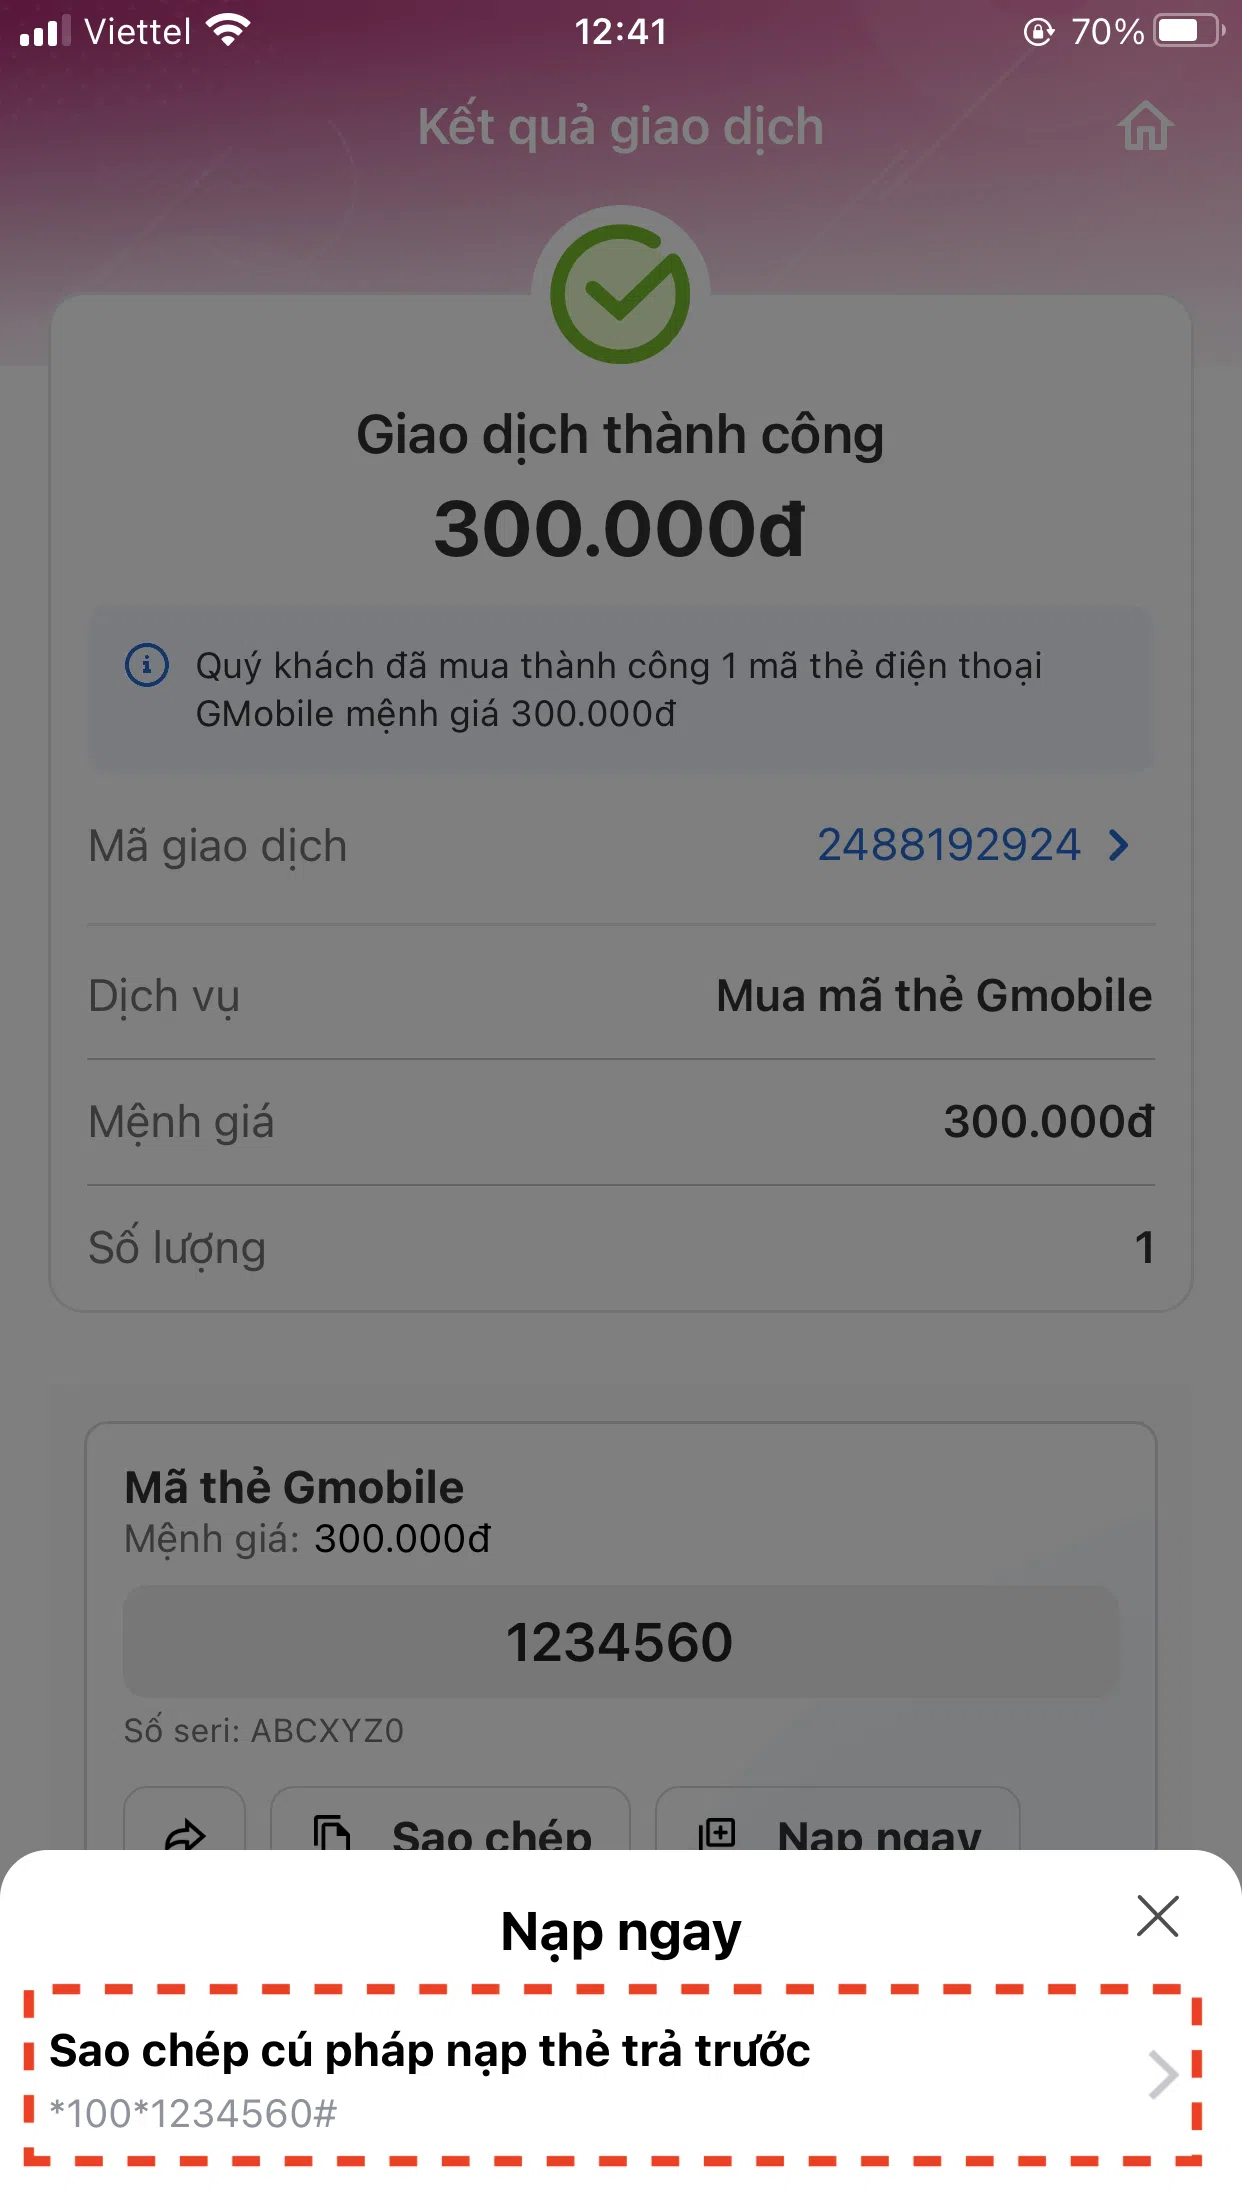 Viettel 12:41 70%
Kết quả giao dịch
Giao dịch thành công
300.000đ
Quý khách đã mua thành công 1 mã thẻ điện thoại
GMobile mệnh giá 300.000đ
Mã giao dịch 2488192924
Dịch vụ Mua mã thẻ Gmobile
Mệnh giá 300.000đ
Số lượng 1
Mã thẻ Gmobile
Mệnh giá: 300.000đ
1234560
Số seri: ABCXYZ0
Sao chép Nạp ngay
Nạp ngay
Sao chép cú pháp nạp thẻ trả trước
*100*1234560#